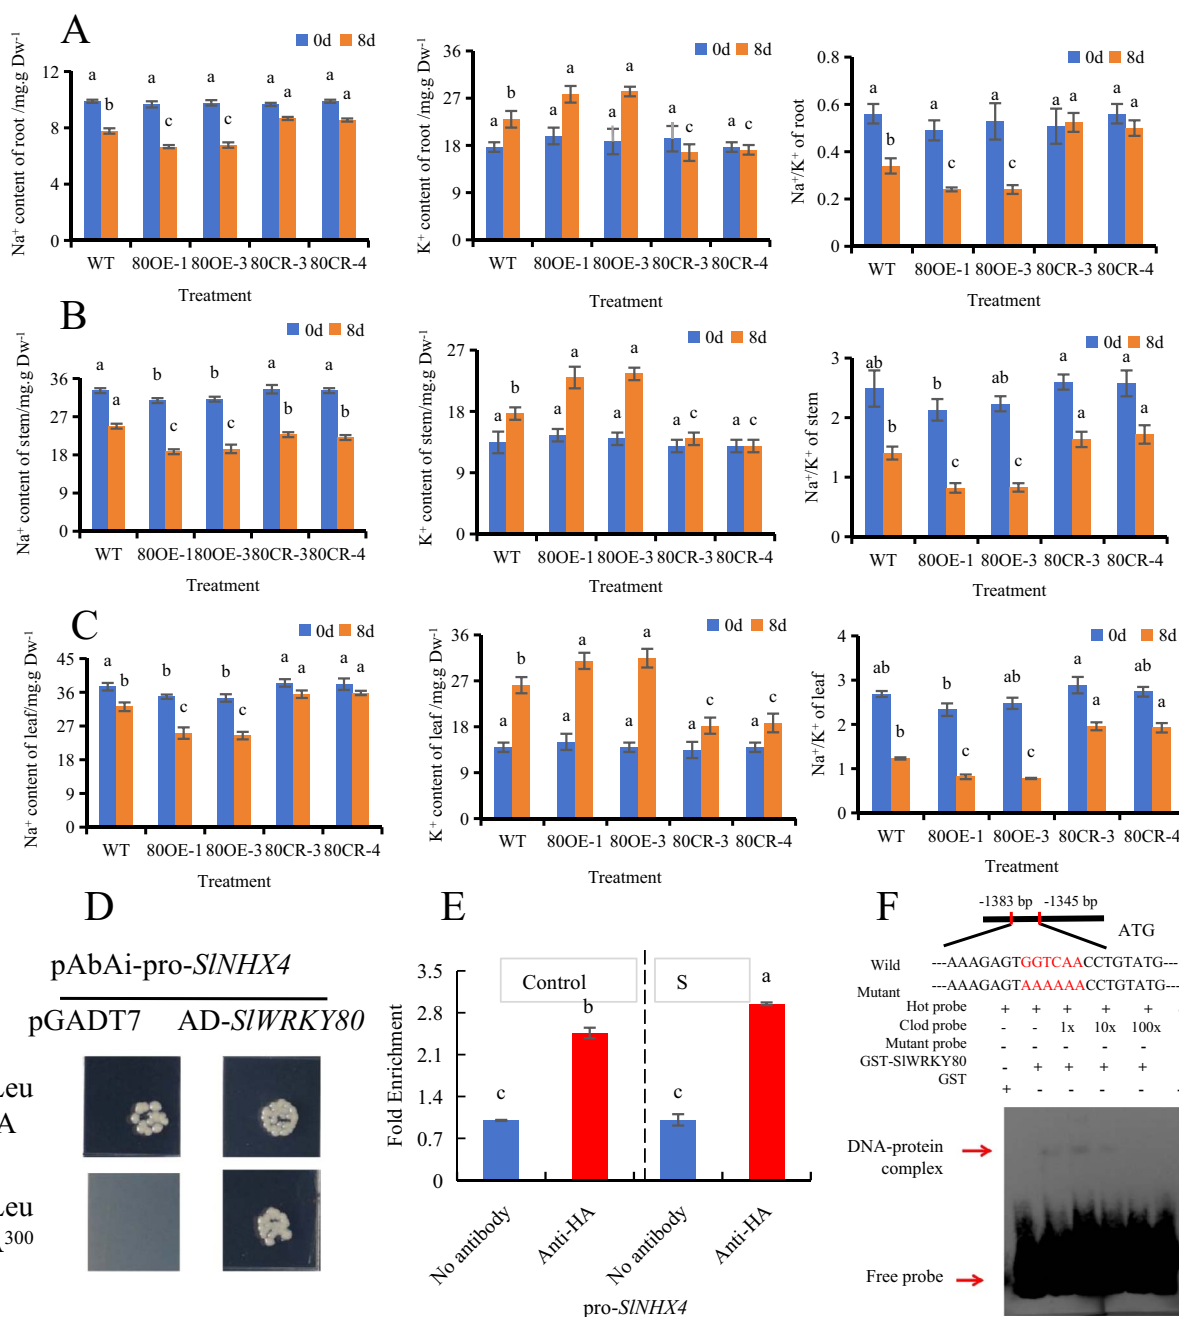 A
0d 8d
Na⁺ content of root /mg.g Dw⁻¹
12
9
6
3
0
a a a a a
b c c a a
WT 80OE-1 80OE-3 80CR-3 80CR-4
Treatment
0d 8d
K⁺ content of root/mg.g Dw⁻¹
36
27
18
9
0
a b a a a a a c a c
WT 80OE-1 80OE-3 80CR-3 80CR-4
Treatment
0d 8d
Na⁺/K⁺ of root
0.8
0.6
0.4
0.2
0
a b a c a c a a a a
WT 80OE-1 80OE-3 80CR-3 80CR-4
Treatment
B
0d 8d
Na⁺ content of stem/mg.g Dw⁻¹
36
27
18
9
0
a a b c b c a b a b
WT 80OE-1 80OE-3 80CR-3 80CR-4
Treatment
0d 8d
K⁺ content of stem/mg.g Dw⁻¹
27
18
9
0
a b a a a a a c a c
WT 80OE-1 80OE-3 80CR-3 80CR-4
Treatment
0d 8d
Na⁺/K⁺ of stem
3
2
1
0
ab b b c ab c a a a a
WT 80OE-1 80OE-3 80CR-3 80CR-4
Treatment
C
0d 8d
Na⁺ content of leaf/mg.g Dw⁻¹
45
36
27
18
9
0
a b b c b c a a a a
WT 80OE-1 80OE-3 80CR-3 80CR-4
Treatment
0d 8d
K⁺ content of leaf /mg.g Dw⁻¹
36
27
18
9
0
a b a a a a a c a c
WT 80OE-1 80OE-3 80CR-3 80CR-4
Treatment
0d 8d
Na⁺/K⁺ of leaf
4
3
2
1
0
ab b b c ab c a a ab a
WT 80OE-1 80OE-3 80CR-3 80CR-4
Treatment
D
pAbAi-pro-SlNHX4
pGADT7 AD-SlWRKY80
Leu
A
Leu
300
E
Fold Enrichment
3.5
2.8
2.1
1.4
0.7
0
Control S
c b c a
No antibody Anti-HA No antibody Anti-HA
pro-SlNHX4
F
-1383 bp -1345 bp
ATG
Wild ---AAAGAGTGGTCAACCTGTATG---
Mutant ---AAAGAGTAAAAAACCTGTATG---
Hot probe + + + + +
Clod probe - - 1x 10x 100x
Mutant probe - - - - -
GST-SlWRKY80 - + + + +
GST + - - - -
DNA-protein
complex
Free probe